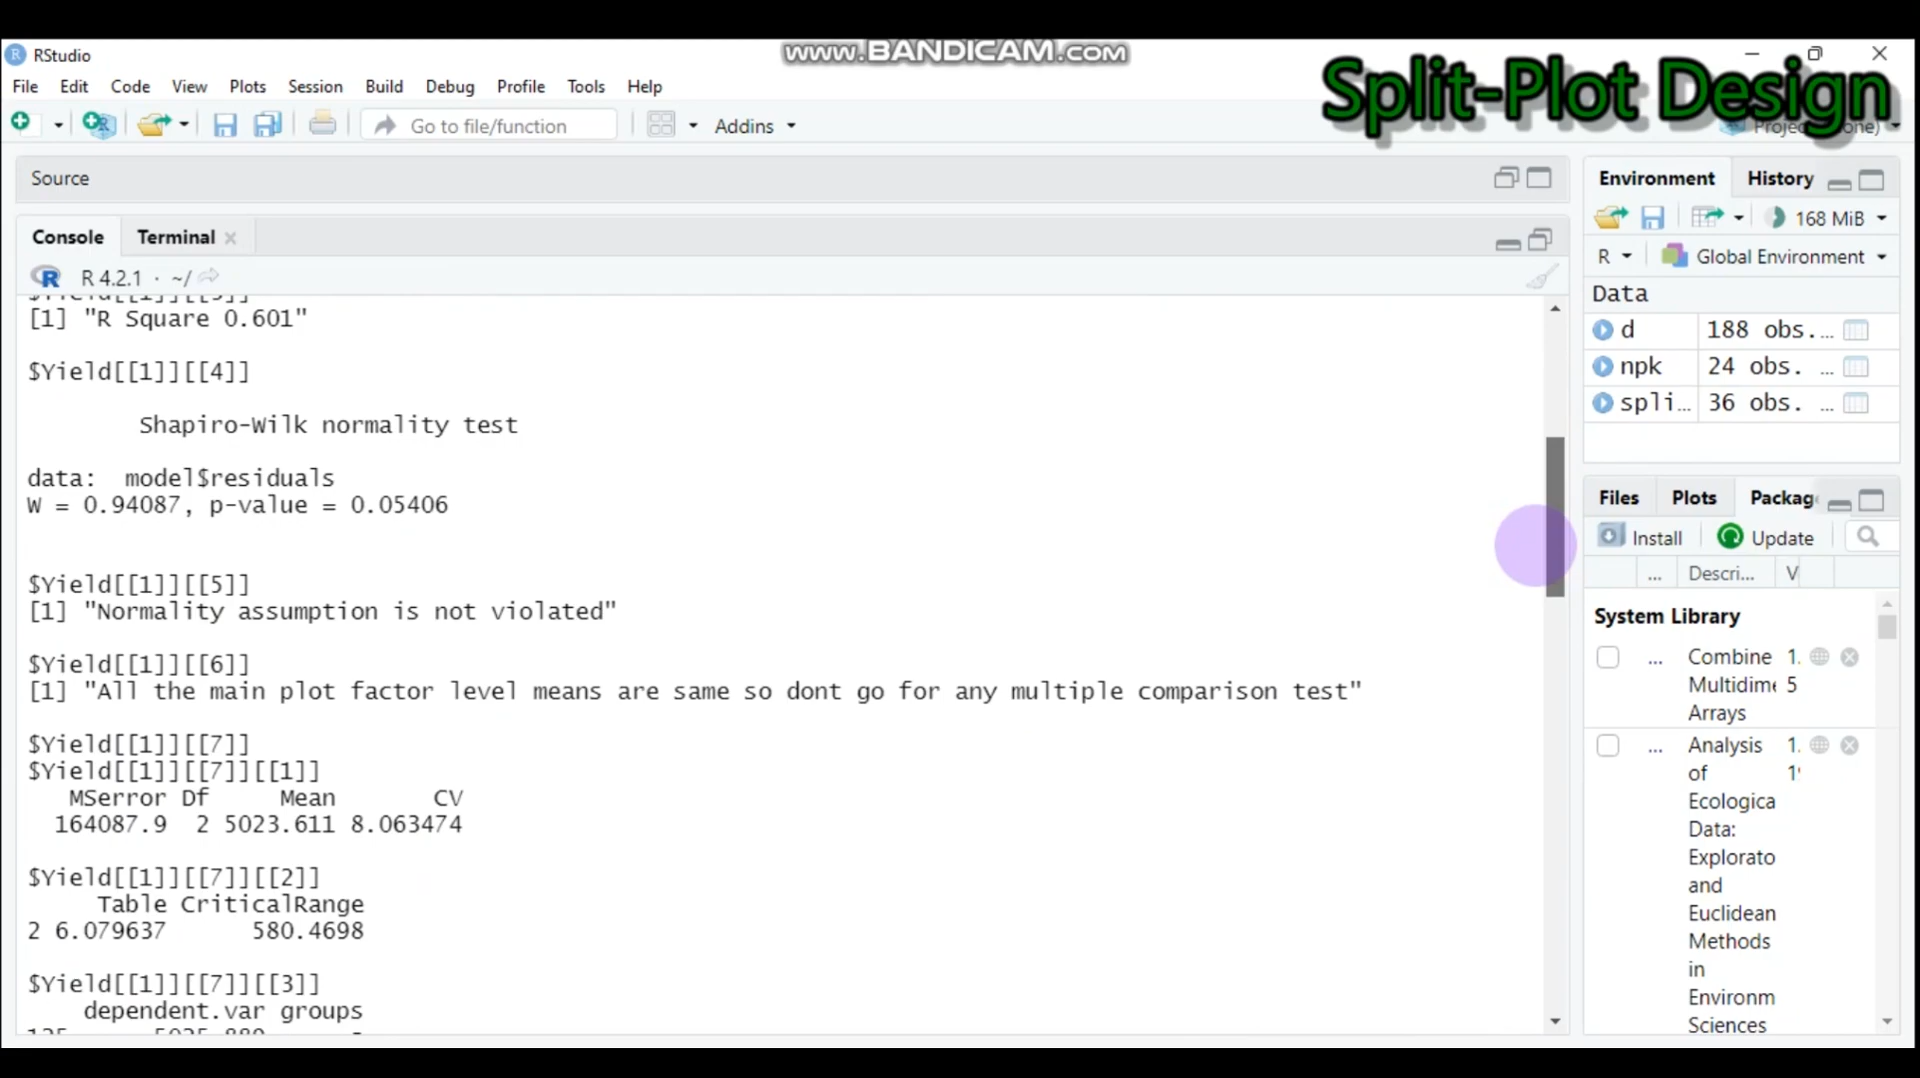 www.BANDICAM.com
RStudio
Split-Plot Design
File Edit Code View Plots Session Build Debug Profile Tools Help
Go to file/function Addins
Source
Environment History
168 MiB
Console Terminal
R Global Environment
R 4.2.1 · ~/
Data
[1] "R Square 0.601"
d 188 obs....
$Yield[[1]][[4]]
npk 24 obs. ...
spli... 36 obs. ...
Shapiro-Wilk normality test
data:  model$residuals
W = 0.94087, p-value = 0.05406
Files Plots Packag
Install Update
... Descri... V
$Yield[[1]][[5]]
[1] "Normality assumption is not violated"
System Library
$Yield[[1]][[6]]
[1] "All the main plot factor level means are same so dont go for any multiple comparison test"
... Combine 1.
Multidime 5
Arrays
$Yield[[1]][[7]]
$Yield[[1]][[7]][[1]]
MSerror Df Mean CV
164087.9 2 5023.611 8.063474
... Analysis 1.
of
Ecologica
Data:
Explorato
and
Euclidean
Methods
in
Environm
Sciences
$Yield[[1]][[7]][[2]]
Table CriticalRange
2 6.079637 580.4698
$Yield[[1]][[7]][[3]]
dependent.var groups